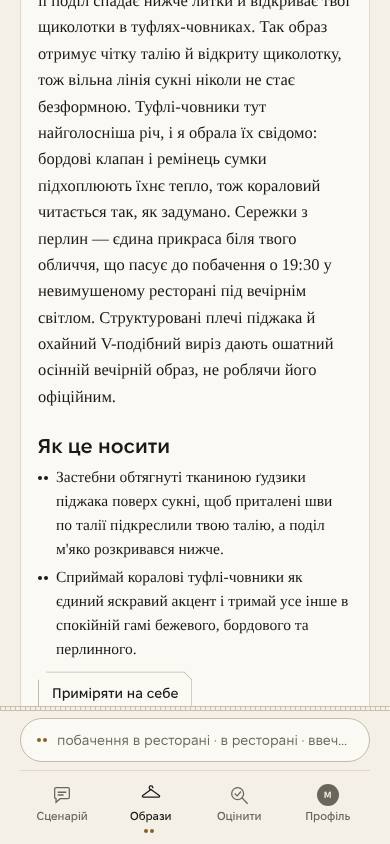 її поділ спадає нижче литки й відкриває твої
щиколотки в туфлях-човниках. Так образ
отримує чітку талію й відкриту щиколотку,
тож вільна лінія сукні ніколи не стає
безформною. Туфлі-човники тут
найголосніша річ, і я обрала їх свідомо:
бордові клапан і ремінець сумки
підхоплюють їхнє тепло, тож кораловий
читається так, як задумано. Сережки з
перлин — єдина прикраса біля твого
обличчя, що пасує до побачення о 19:30 у
невимушеному ресторані під вечірнім
світлом. Структуровані плечі піджака й
охайний V-подібний виріз дають ошатний
осінній вечірній образ, не роблячи його
офіційним.
Як це носити
Застебни обтягнуті тканиною ґудзики
піджака поверх сукні, щоб приталені шви
по талії підкреслили твою талію, а поділ
м'яко розкривався нижче.
Сприймай коралові туфлі-човники як
єдиний яскравий акцент і тримай усе інше в
спокійній гамі бежевого, бордового та
перлинного.
Приміряти на себе
побачення в ресторані · в ресторані · ввеч...
Сценарій
Образи
Оцінити
М
Профіль